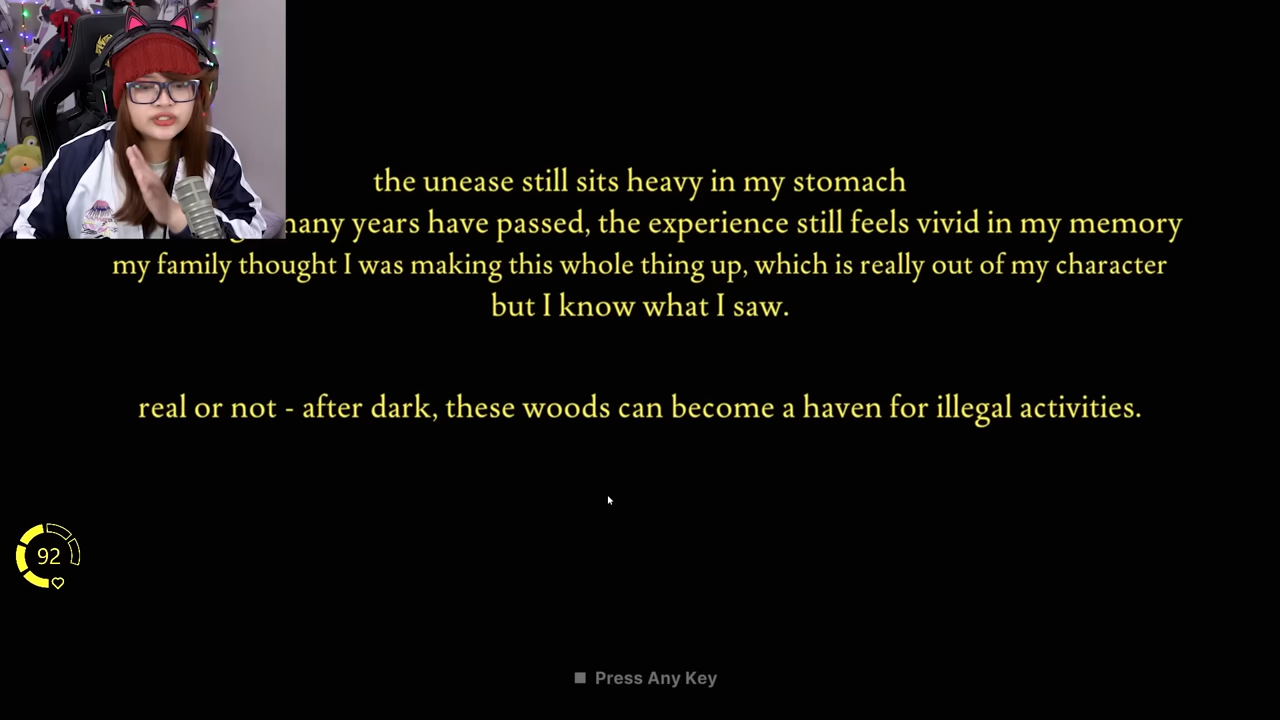 the unease still sits heavy in my stomach
many years have passed, the experience still feels vivid in my memory
my family thought I was making this whole thing up, which is really out of my character
but I know what I saw.
real or not - after dark, these woods can become a haven for illegal activities.
92
Press Any Key